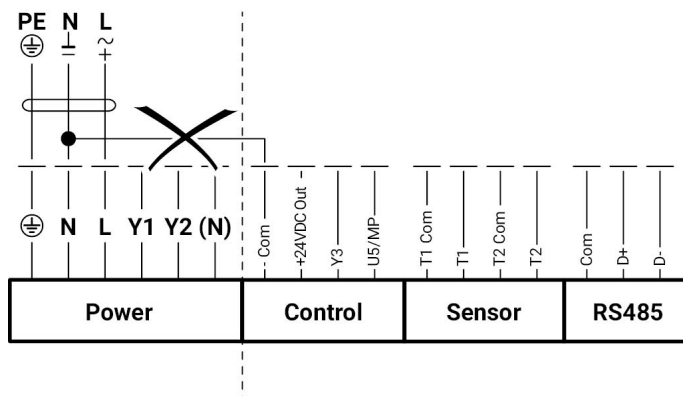 PE N L
N L Y1 Y2 (N)
- Com
+24VDC Out
Y3
U5/MP
T1 Com
T1
T2 Com
T2
Com
D+
D-
Power Control Sensor RS485